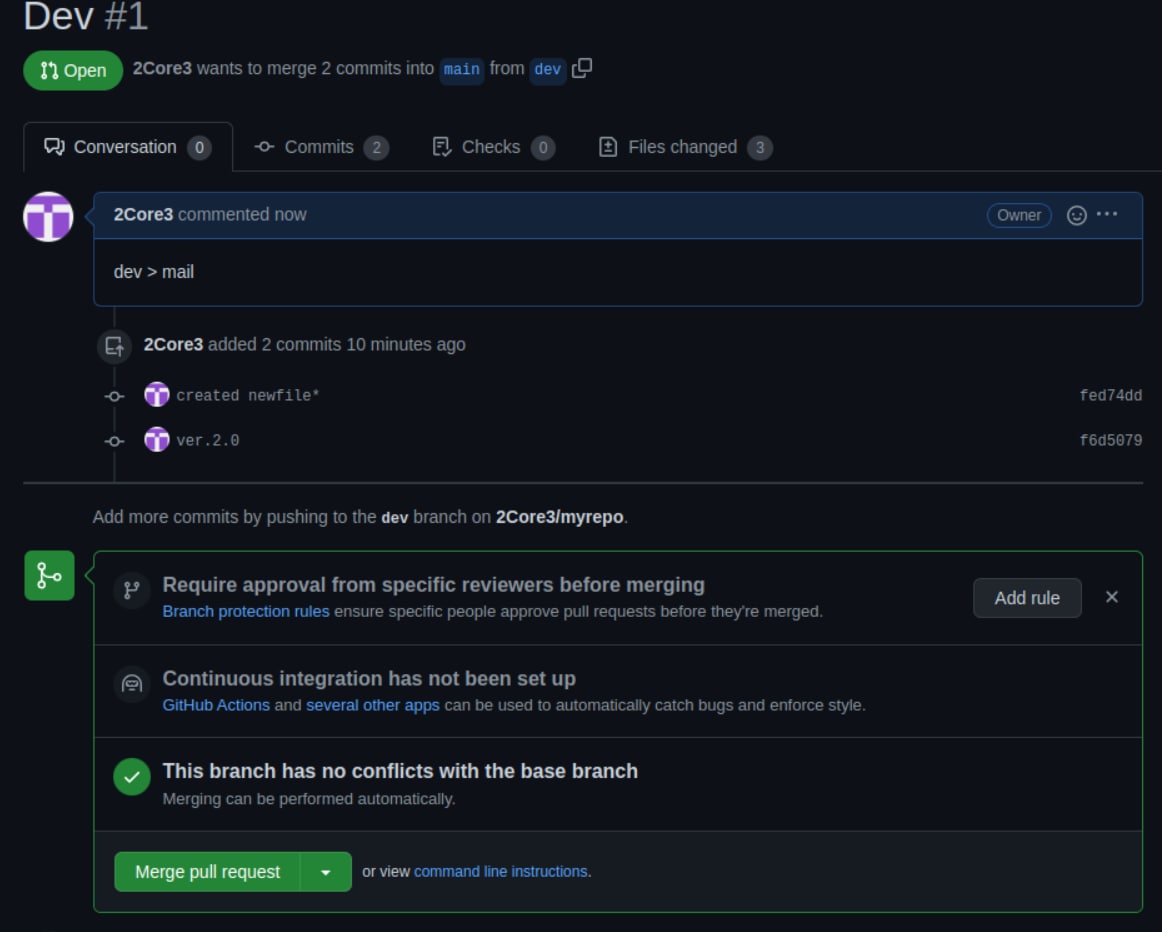 Dev #1
Open 2Core3 wants to merge 2 commits into main from dev
Conversation 0 Commits 2 Checks 0 Files changed 3
2Core3 commented now Owner
dev > mail
2Core3 added 2 commits 10 minutes ago
created newfile* fed74dd
ver.2.0 f6d5079
Add more commits by pushing to the dev branch on 2Core3/myrepo.
Require approval from specific reviewers before merging
Branch protection rules ensure specific people approve pull requests before they're merged.
Add rule
Continuous integration has not been set up
GitHub Actions and several other apps can be used to automatically catch bugs and enforce style.
This branch has no conflicts with the base branch
Merging can be performed automatically.
Merge pull request or view command line instructions.